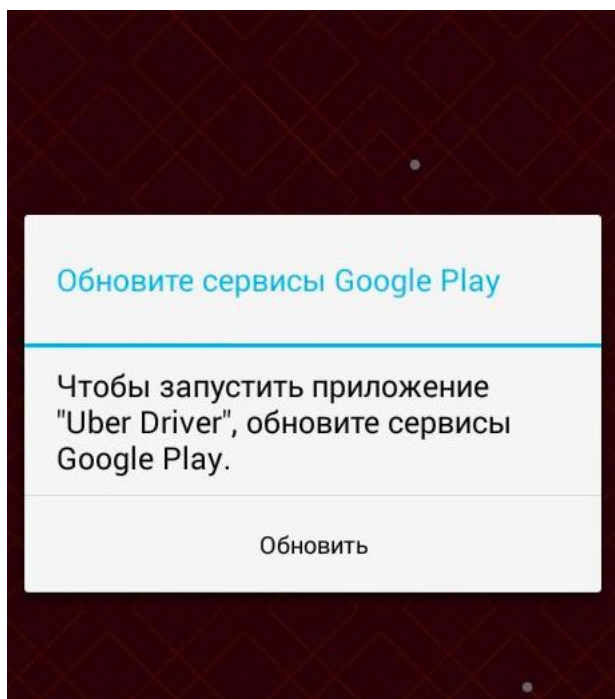 Обновите сервисы Google Play
Чтобы запустить приложение
"Uber Driver", обновите сервисы
Google Play.
Обновить